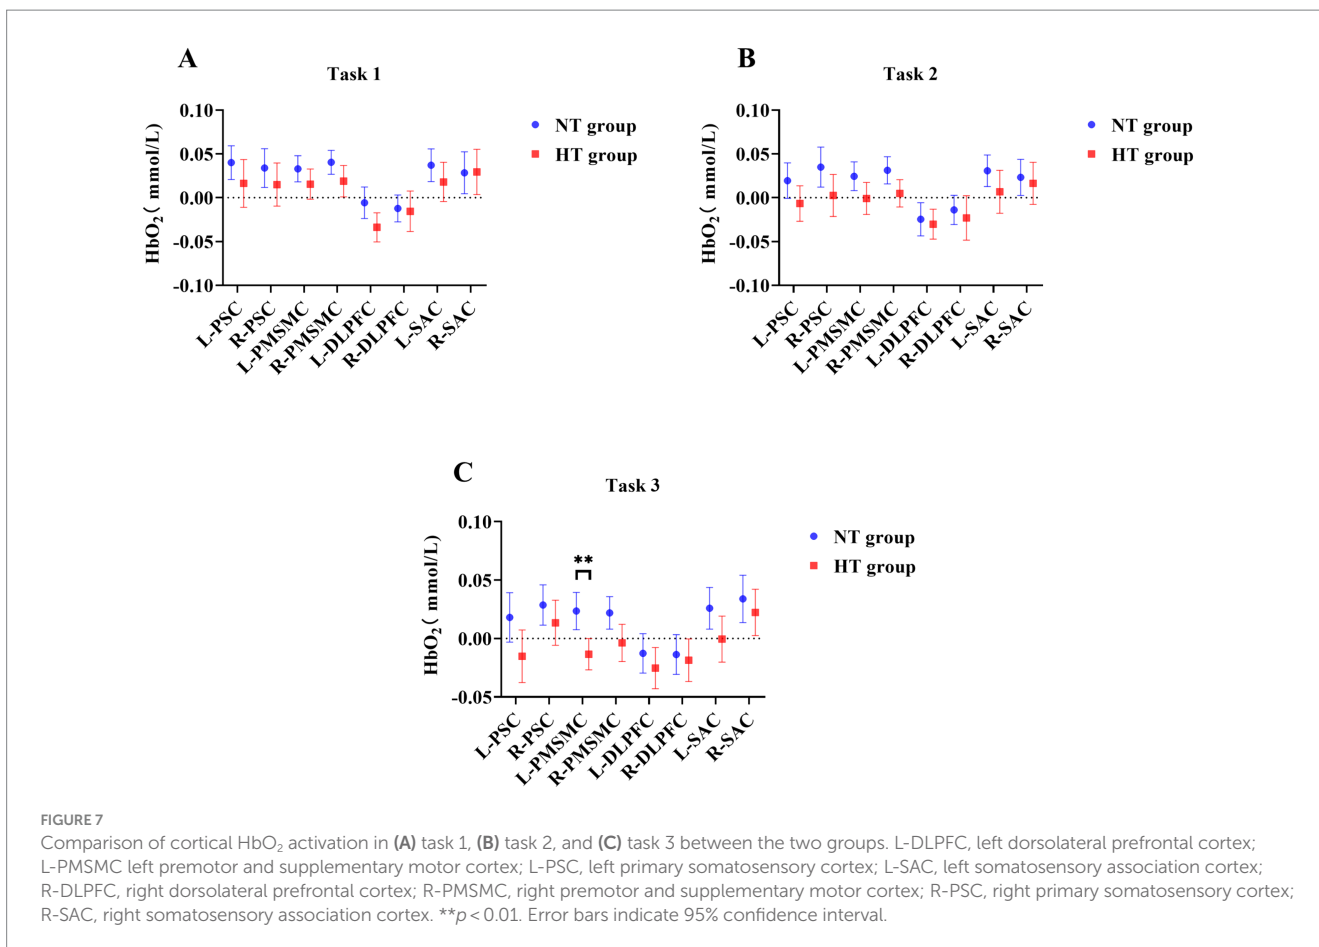 A
Task 1
HbO₂ ( mmol/L)
0.10
0.05
0.00
-0.05
-0.10
L-PSC
R-PSC
L-PMSMC
R-PMSMC
L-DLPFC
R-DLPFC
L-SAC
R-SAC
NT group
HT group
B
Task 2
HbO₂ ( mmol/L)
0.10
0.05
0.00
-0.05
-0.10
L-PSC
R-PSC
L-PMSMC
R-PMSMC
L-DLPFC
R-DLPFC
L-SAC
R-SAC
NT group
HT group
C
Task 3
HbO₂ ( mmol/L)
0.10
0.05
0.00
-0.05
**
L-PSC
R-PSC
L-PMSMC
R-PMSMC
L-DLPFC
R-DLPFC
L-SAC
R-SAC
NT group
HT group
FIGURE 7
Comparison of cortical HbO₂ activation in (A) task 1, (B) task 2, and (C) task 3 between the two groups. L-DLPFC, left dorsolateral prefrontal cortex;
L-PMSMC left premotor and supplementary motor cortex; L-PSC, left primary somatosensory cortex; L-SAC, left somatosensory association cortex;
R-DLPFC, right dorsolateral prefrontal cortex; R-PMSMC, right premotor and supplementary motor cortex; R-PSC, right primary somatosensory cortex;
R-SAC, right somatosensory association cortex. **p < 0.01. Error bars indicate 95% confidence interval.